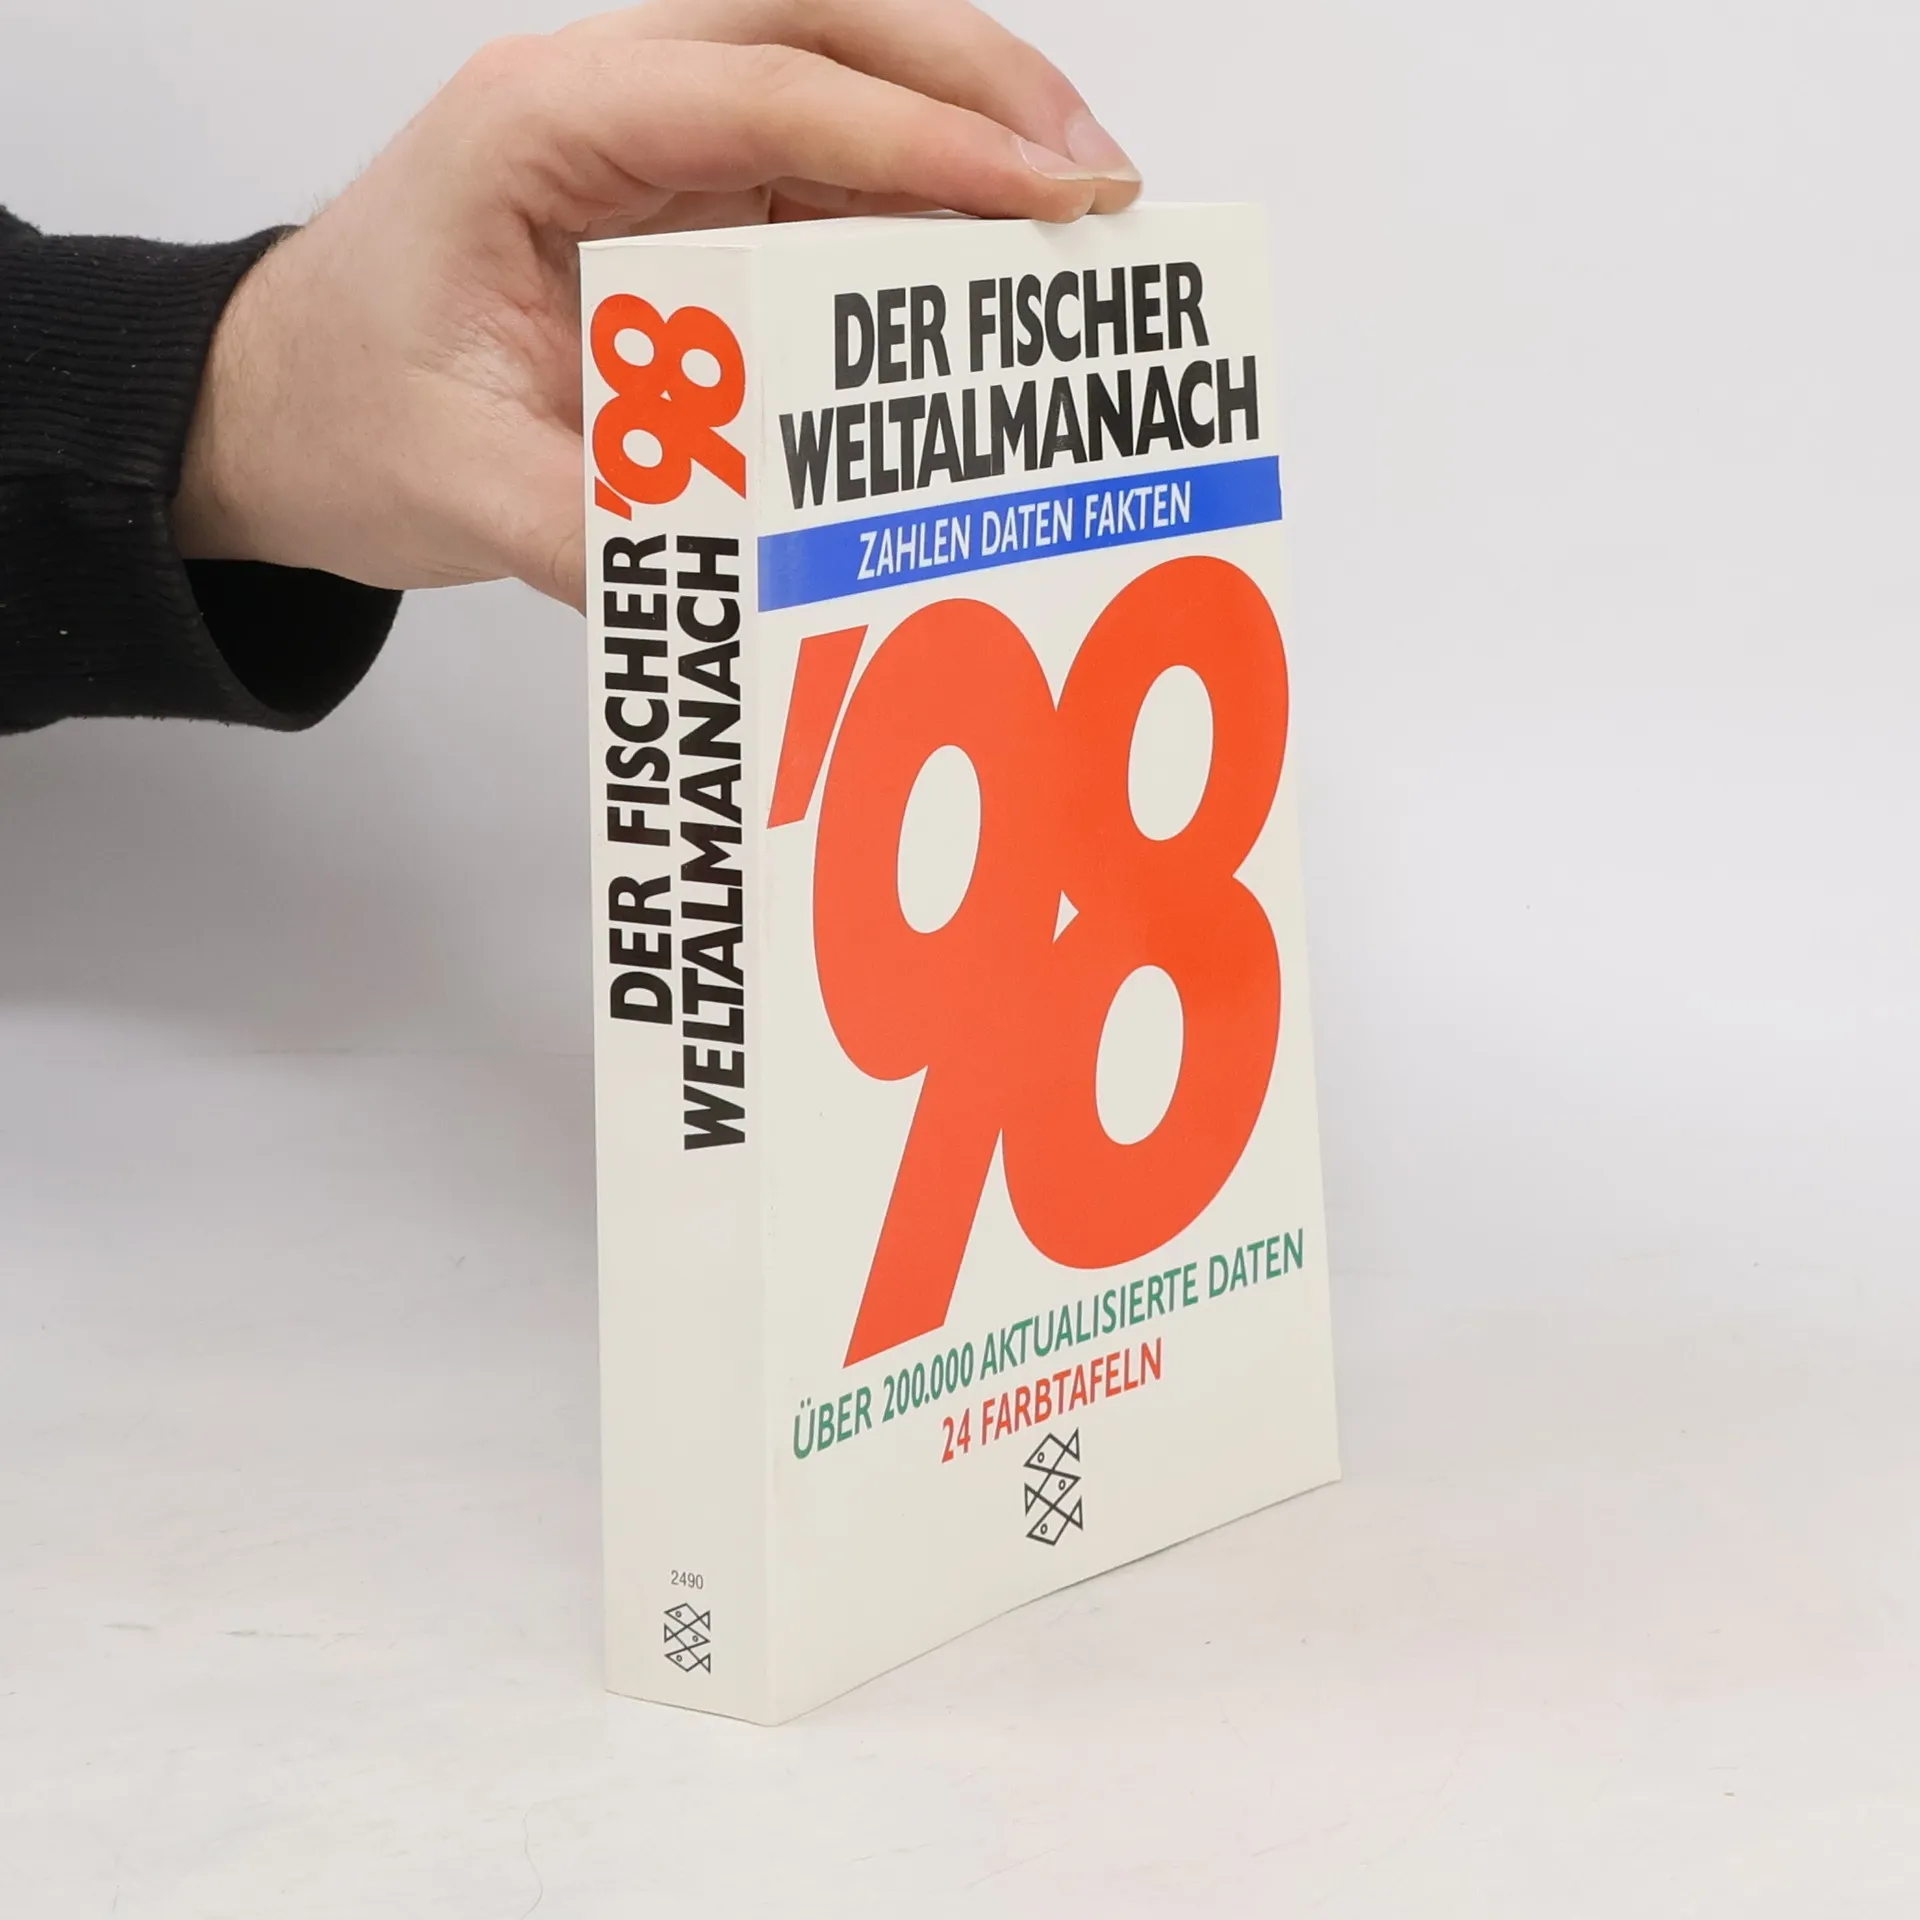 '98
DER FISCHER
WELTALMANACH
2490
DER FISCHER
WELTALMANACH
ZAHLEN DATEN FAKTEN
'98
ÜBER 200.000 AKTUALISIERTE DATEN
24 FARBTAFELN